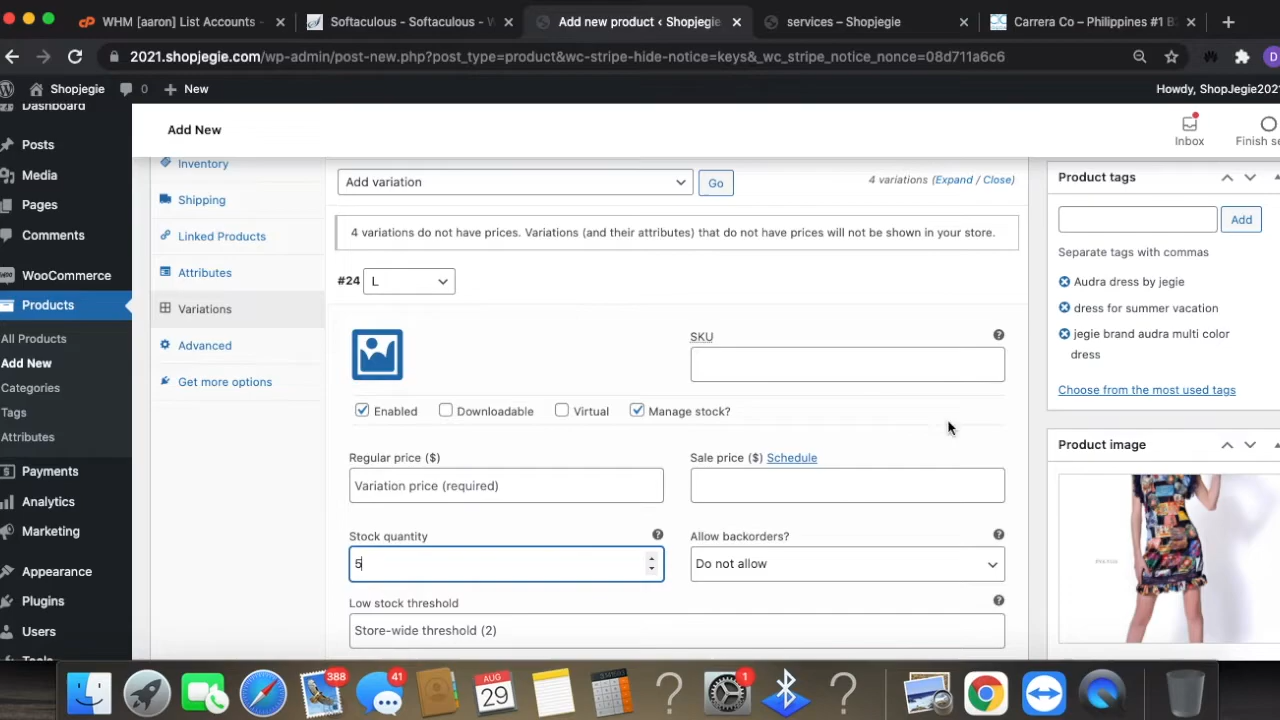 WHM [aaron] List Accounts -
Softaculous - Softaculous - W
Add new product ‹ Shopjegie
services – Shopjegie
Carrera Co – Philippines #1 B
2021.shopjegie.com/wp-admin/post-new.php?post_type=product&wc-stripe-hide-notice=keys&_wc_stripe_notice_nonce=08d711a6c6
Shopjegie
0
New
Howdy, ShopJegie2021
Dashboard
Posts
Media
Pages
Comments
WooCommerce
Products
All Products
Add New
Categories
Tags
Attributes
Payments
Analytics
Marketing
Appearance
Plugins
Users
Tools
Add New
Inbox
Finish se
Inventory
Shipping
Linked Products
Attributes
Variations
Advanced
Get more options
Add variation
Go
4 variations (Expand / Close)
4 variations do not have prices. Variations (and their attributes) that do not have prices will not be shown in your store.
#24
L
SKU
Enabled
Downloadable
Virtual
Manage stock?
Regular price ($)
Variation price (required)
Sale price ($) Schedule
Stock quantity
5
Allow backorders?
Do not allow
Low stock threshold
Store-wide threshold (2)
Product tags
Add
Separate tags with commas
Audra dress by jegie
dress for summer vacation
jegie brand audra multi color
dress
Choose from the most used tags
Product image
388
41
AUG
29
1